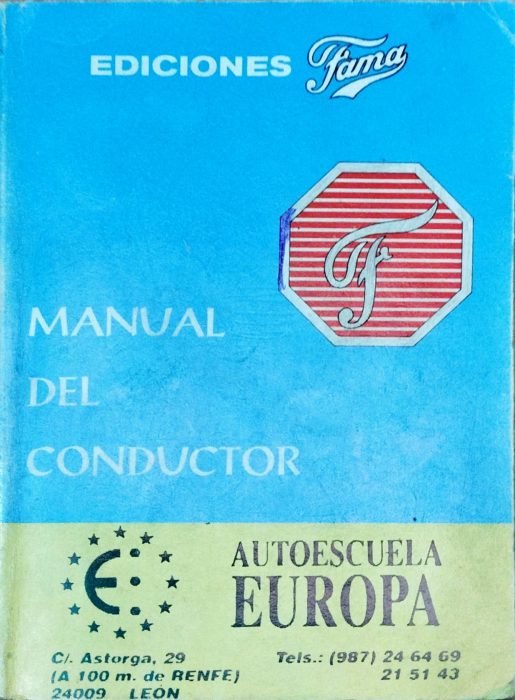 EDICIONES Fama
F
MANUAL
DEL
CONDUCTOR
E
AUTOESCUELA
EUROPA
C/. Astorga, 29
(A 100 m. de RENFE)
24009 LEÓN
Tels.: (987) 24 64 69
21 51 43